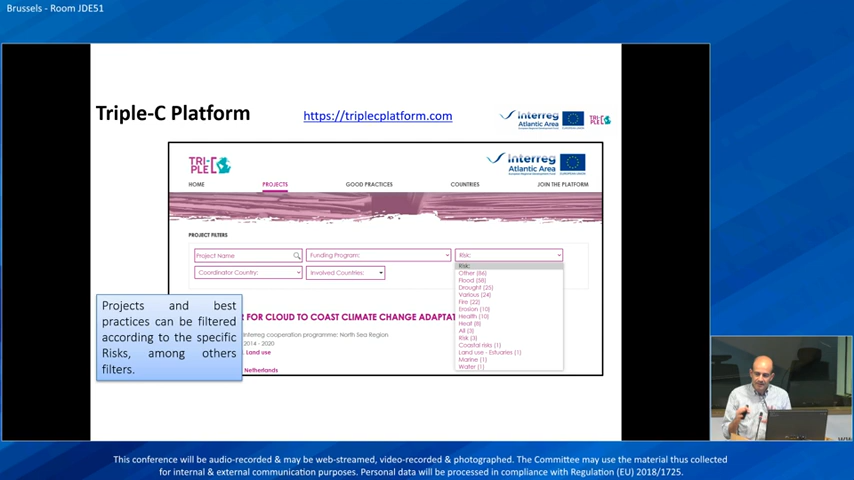 Brussels - Room JDE51
Triple-C Platform
https://triplecplatform.com
Interreg
Atlantic Area
TRI-
PLE
Interreg
Atlantic Area
HOME
PROJECTS
GOOD PRACTICES
COUNTRIES
JOIN THE PLATFORM
PROJECT FILTERS
Project Name
Funding Program:
Risk:
Coordinator Country:
Involved Countries:
Risk:
Other (86)
Flood (58)
Drought (25)
Various (24)
Fire (22)
Erosion (10)
Health (10)
Heat (8)
All (3)
Risk (3)
Coastal risks (1)
Land use - Estuaries (1)
Marine (1)
Water (1)
R FOR CLOUD TO COAST CLIMATE CHANGE ADAPTAT
Interreg cooperation programme: North Sea Region
2014 - 2020
, Land use
Netherlands
Projects and best
practices can be filtered
according to the specific
Risks, among others
filters.
This conference will be audio-recorded & may be web-streamed, video-recorded & photographed. The Committee may use the material thus collected
for internal & external communication purposes. Personal data will be processed in compliance with Regulation (EU) 2018/1725.